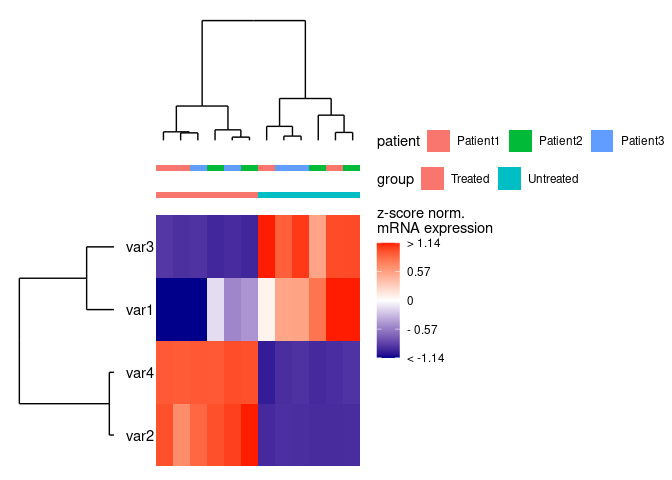 patient Patient1 Patient2 Patient3
group Treated Untreated
z-score norm.
mRNA expression
> 1.14
0.57
0
- 0.57
< -1.14
var3
var1
var4
var2